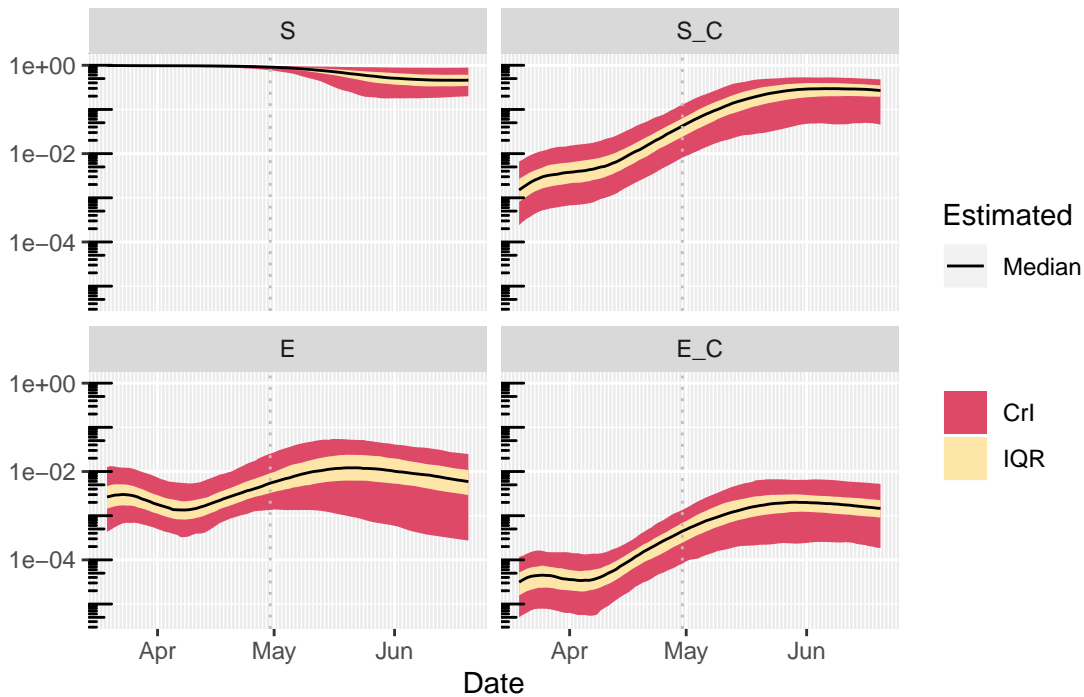 S
S_C
1e+00
1e−02
1e−04
Estimated
Median
E
E_C
1e+00
1e−02
1e−04
CrI
IQR
Apr
May
Jun
Apr
May
Jun
Date